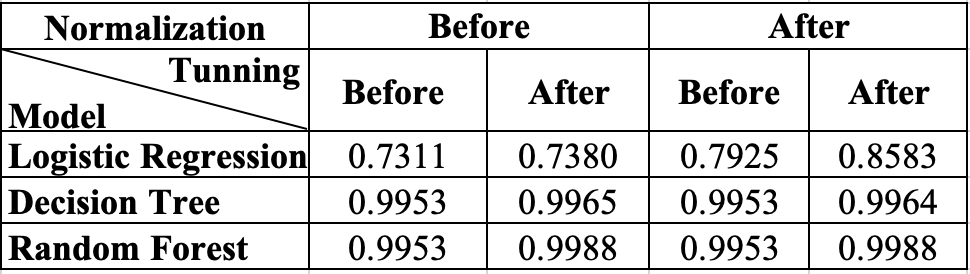 Normalization Before After
Tunning
Model Before After Before After
Logistic Regression 0.7311 0.7380 0.7925 0.8583
Decision Tree 0.9953 0.9965 0.9953 0.9964
Random Forest 0.9953 0.9988 0.9953 0.9988